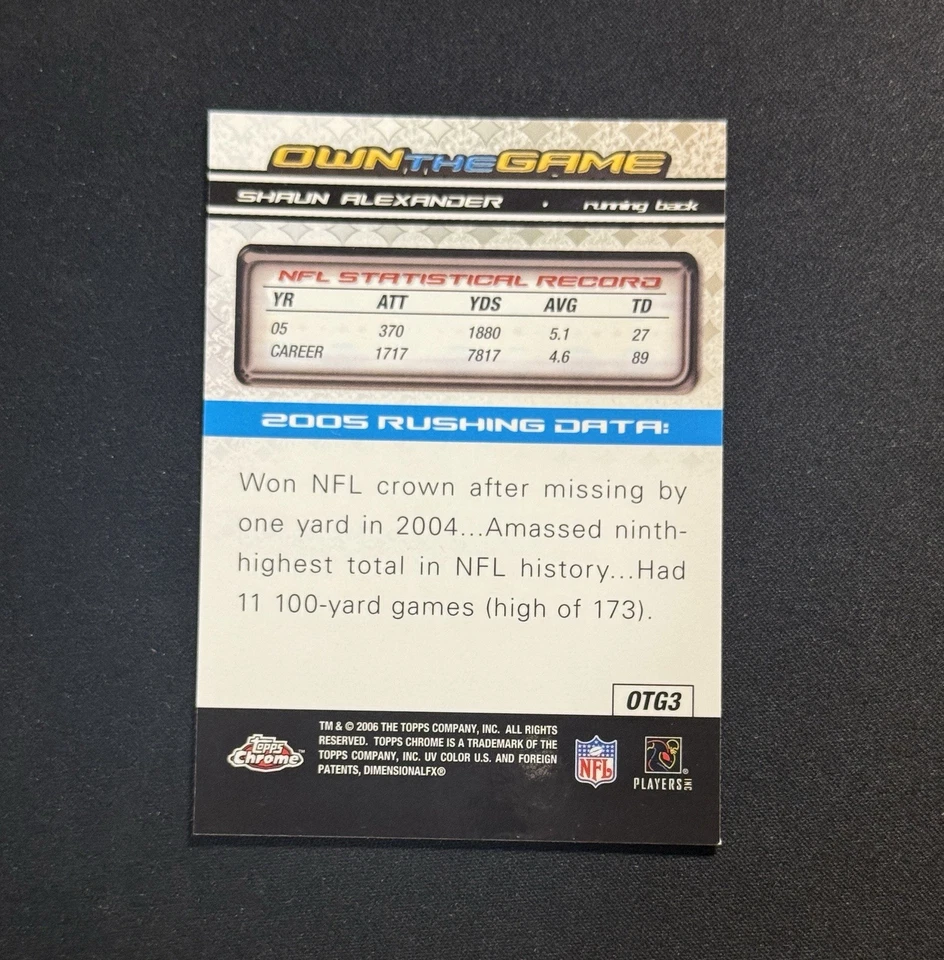 OWN THE GAME
SHAUN ALEXANDER · running back
NFL STATISTICAL RECORD
YR ATT YDS AVG TD
05 370 1880 5.1 27
CAREER 1717 7817 4.6 89
2005 RUSHING DATA:
Won NFL crown after missing by
one yard in 2004...Amassed ninth-
highest total in NFL history...Had
11 100-yard games (high of 173).
OTG3
TM & © 2006 THE TOPPS COMPANY, INC. ALL RIGHTS
RESERVED. TOPPS CHROME IS A TRADEMARK OF THE
TOPPS COMPANY, INC. UV COLOR U.S. AND FOREIGN
PATENTS, DIMENSIONALFX®
Topps
Chrome™
NFL
PLAYERS INC ®